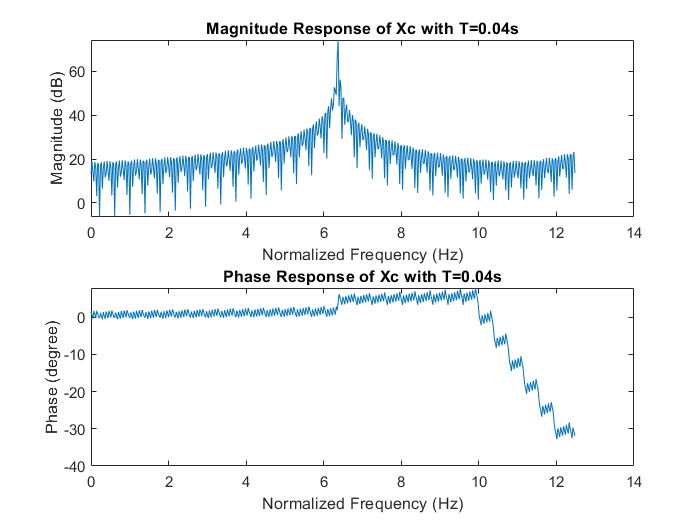 Magnitude Response of Xc with T=0.04s
Magnitude (dB)
60
40
20
0
0 2 4 6 8 10 12 14
Normalized Frequency (Hz)
Phase Response of Xc with T=0.04s
Phase (degree)
0
-10
-20
-30
-40
0 2 4 6 8 10 12 14
Normalized Frequency (Hz)